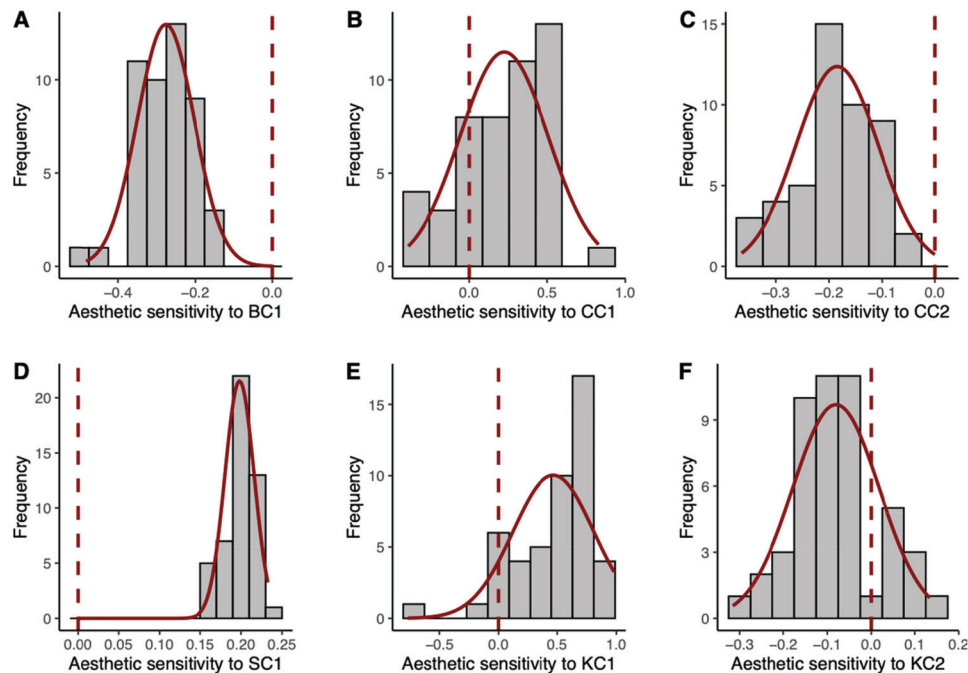 A
Frequency
10
5
0
−0.4 −0.2 0.0
Aesthetic sensitivity to BC1
B
Frequency
10
5
0
0.0 0.5 1.0
Aesthetic sensitivity to CC1
C
Frequency
15
10
5
0
−0.3 −0.2 −0.1 0.0
Aesthetic sensitivity to CC2
D
Frequency
20
15
10
5
0
0.00 0.05 0.10 0.15 0.20 0.25
Aesthetic sensitivity to SC1
E
Frequency
15
10
5
0
−0.5 0.0 0.5 1.0
Aesthetic sensitivity to KC1
F
Frequency
9
6
3
0
−0.3 −0.2 −0.1 0.0 0.1 0.2
Aesthetic sensitivity to KC2